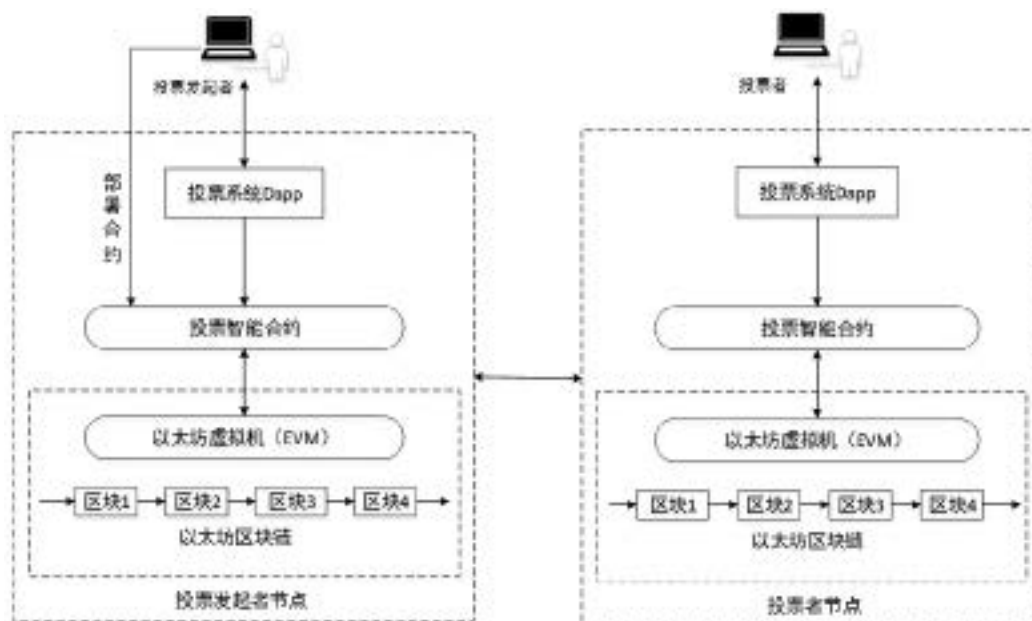 投票发起者
部署合约
投票系统Dapp
投票智能合约
以太坊虚拟机（EVM）
区块1
区块2
区块3
区块4
以太坊区块链
投票发起者节点
投票者
投票系统Dapp
投票智能合约
以太坊虚拟机（EVM）
区块1
区块2
区块3
区块4
以太坊区块链
投票者节点